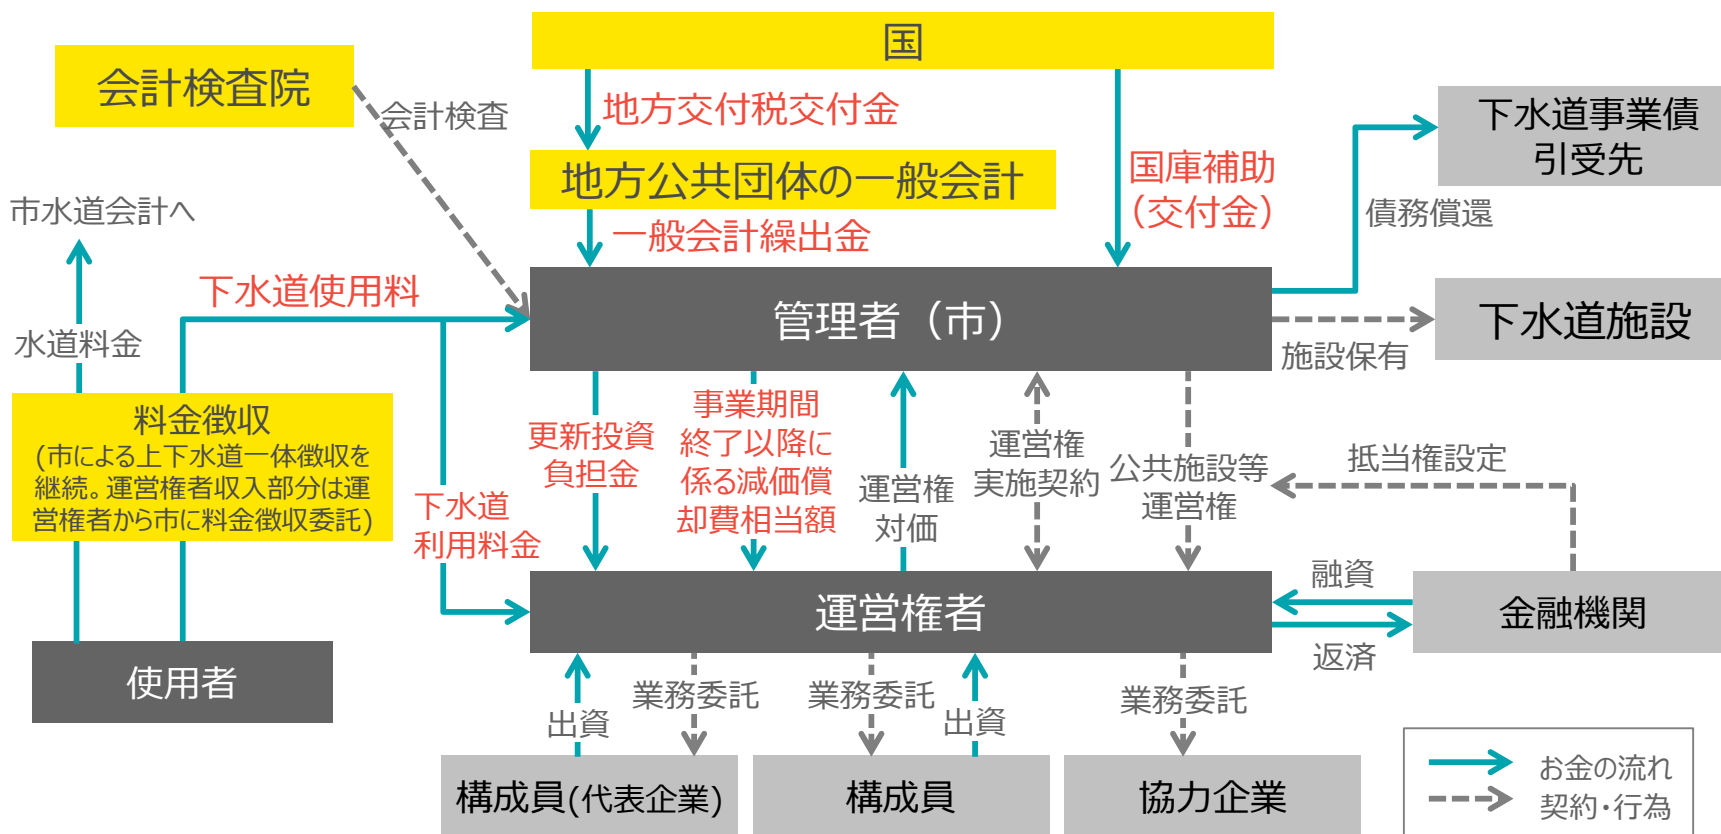 国
会計検査院
会計検査
地方交付税交付金
地方公共団体の一般会計
一般会計繰出金
国庫補助
（交付金）
下水道事業債
引受先
債務償還
市水道会計へ
下水道使用料
水道料金
管理者（市）
下水道施設
施設保有
料金徴収
(市による上下水道一体徴収を
継続。運営権者収入部分は運
営権者から市に料金徴収委託)
下水道
利用料金
更新投資
負担金
事業期間
終了以降に
係る減価償
却費相当額
運営権
対価
運営権
実施契約
公共施設等
運営権
抵当権設定
運営権者
融資
返済
金融機関
使用者
出資
業務委託
業務委託
出資
業務委託
構成員(代表企業)
構成員
協力企業
お金の流れ
契約・行為